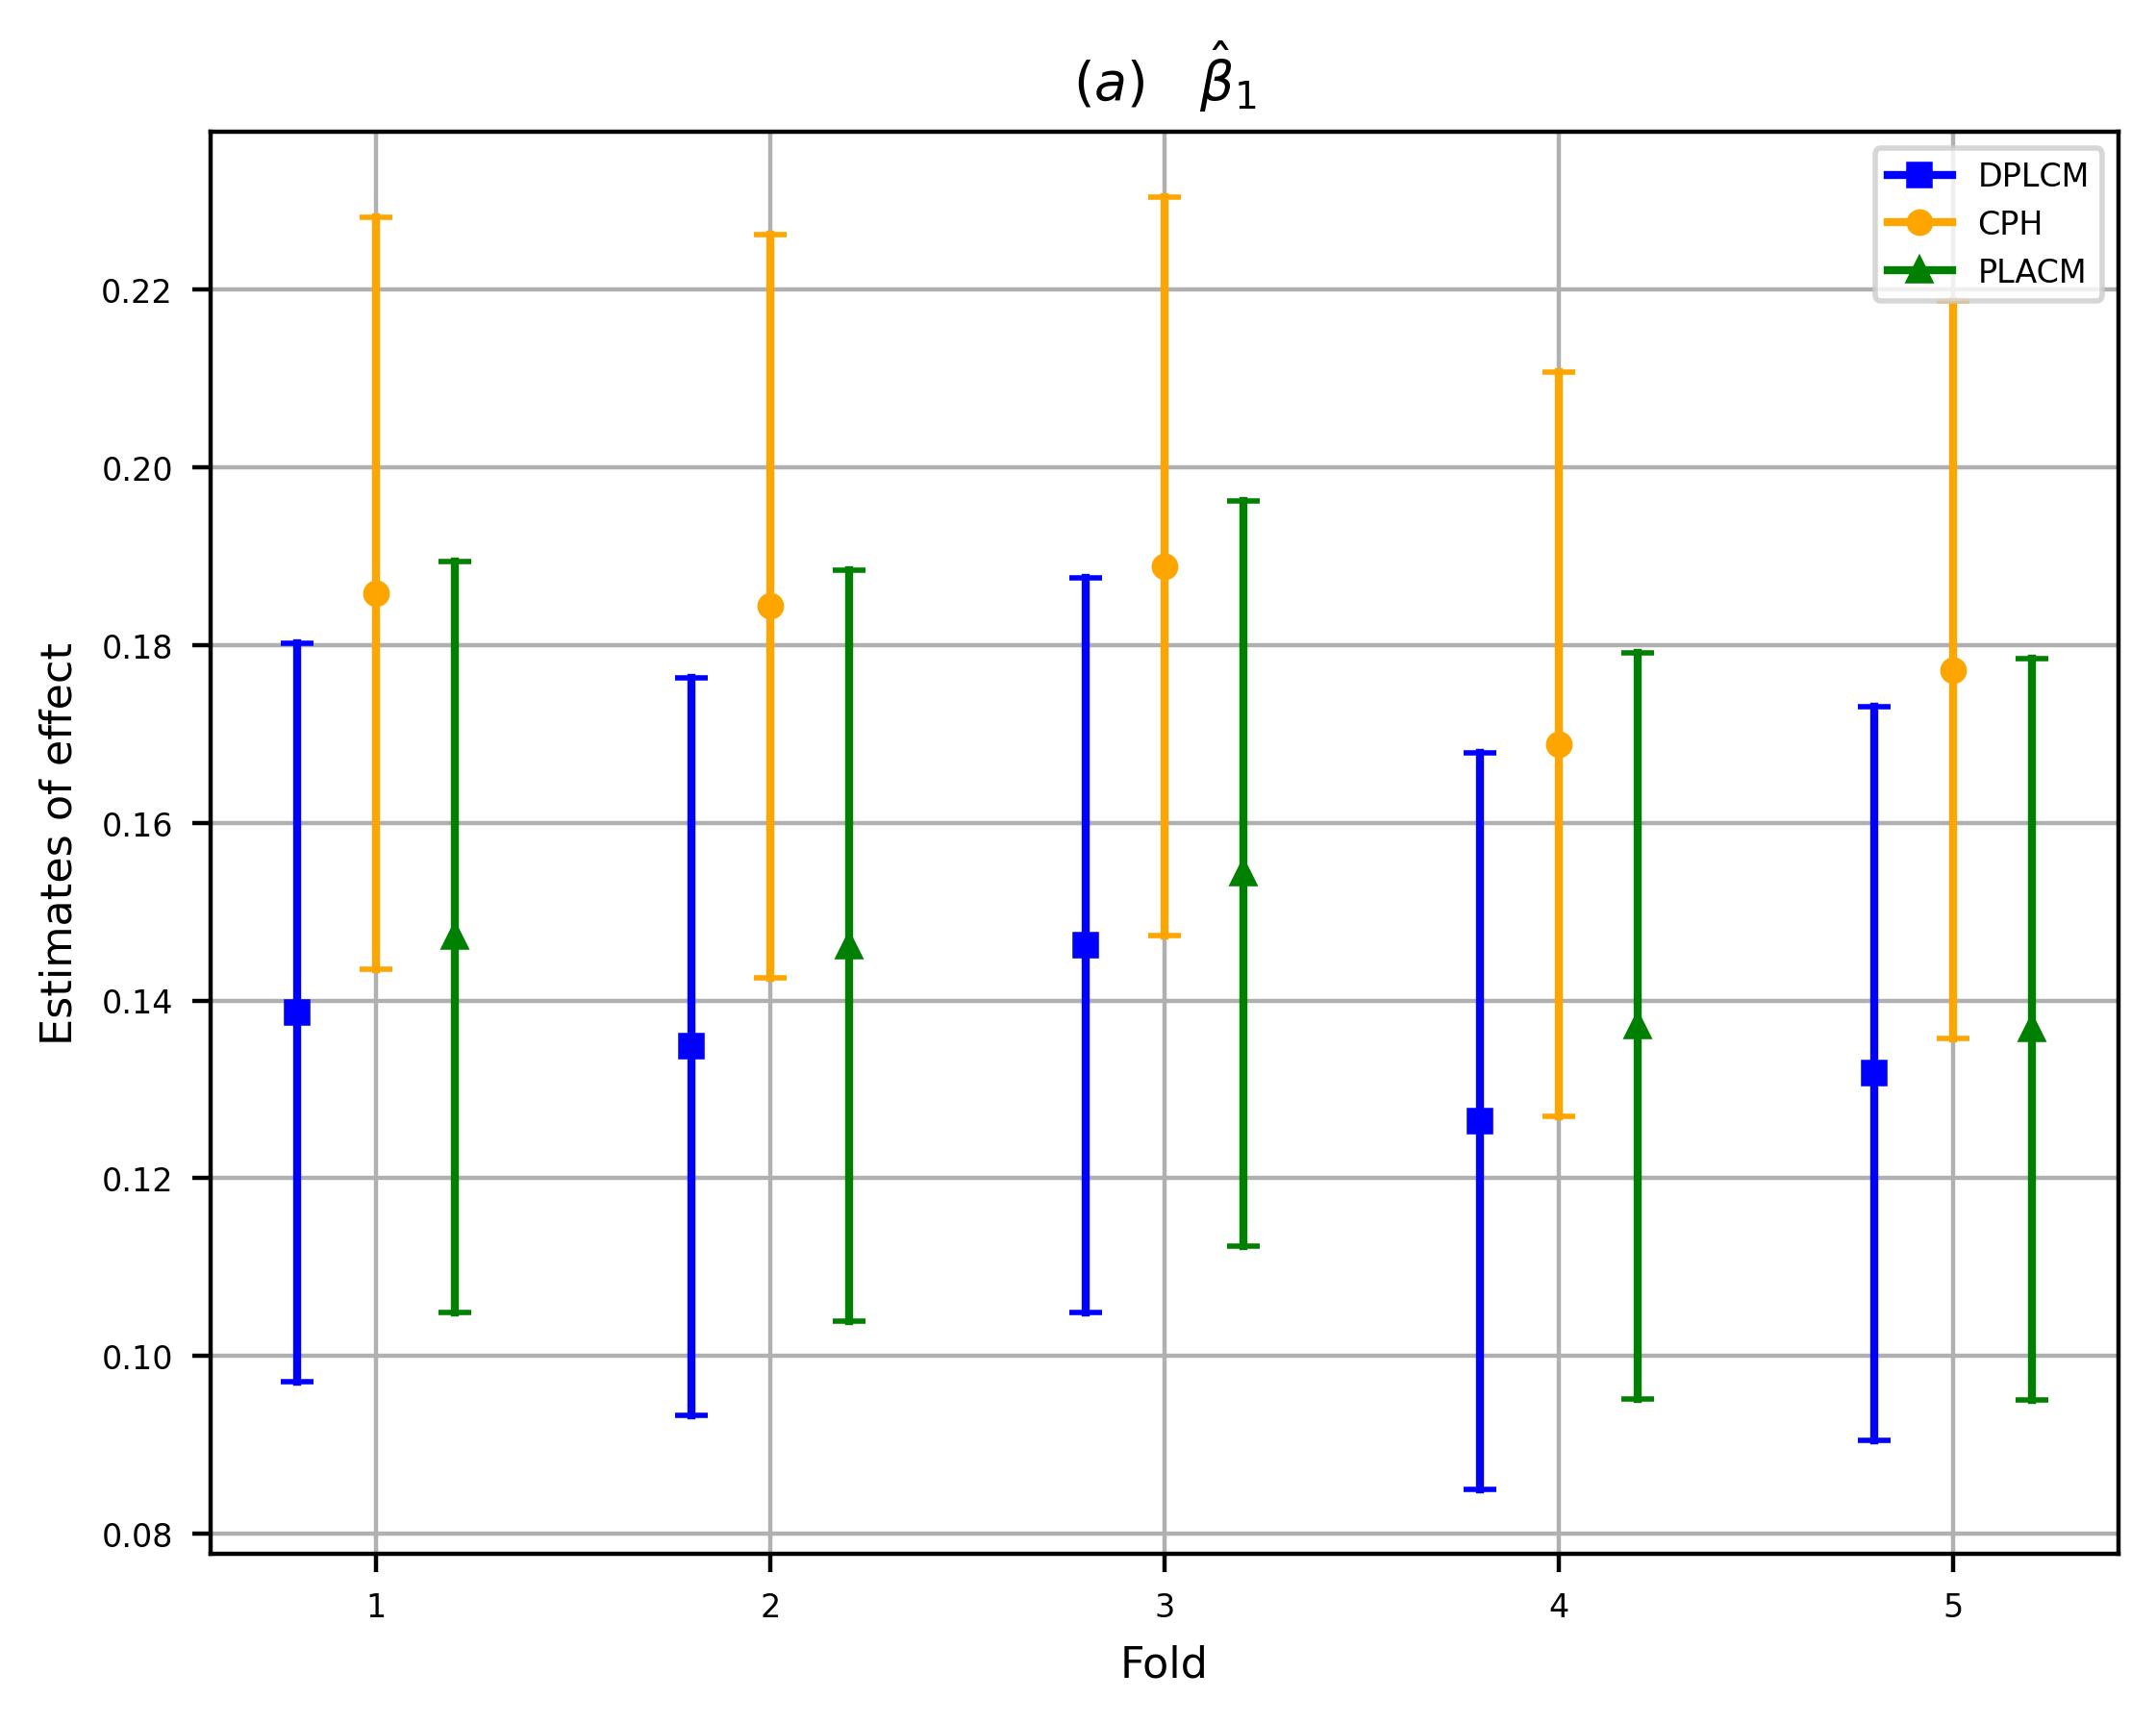 (a) β̂₁
DPLCM
CPH
PLACM
Estimates of effect
0.22
0.20
0.18
0.16
0.14
0.12
0.10
0.08
1 2 3 4 5
Fold